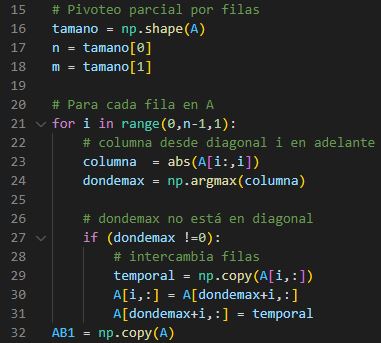 15 # Pivoteo parcial por filas
16 tamano = np.shape(A)
17 n = tamano[0]
18 m = tamano[1]
19
20 # Para cada fila en A
21 for i in range(0,n-1,1):
22 # columna desde diagonal i en adelante
23 columna  = abs(A[i:,i])
24 dondemax = np.argmax(columna)
25
26 # dondemax no está en diagonal
27 if (dondemax !=0):
28 # intercambia filas
29 temporal = np.copy(A[i,:])
30 A[i,:] = A[dondemax+i,:]
31 A[dondemax+i,:] = temporal
32 AB1 = np.copy(A)